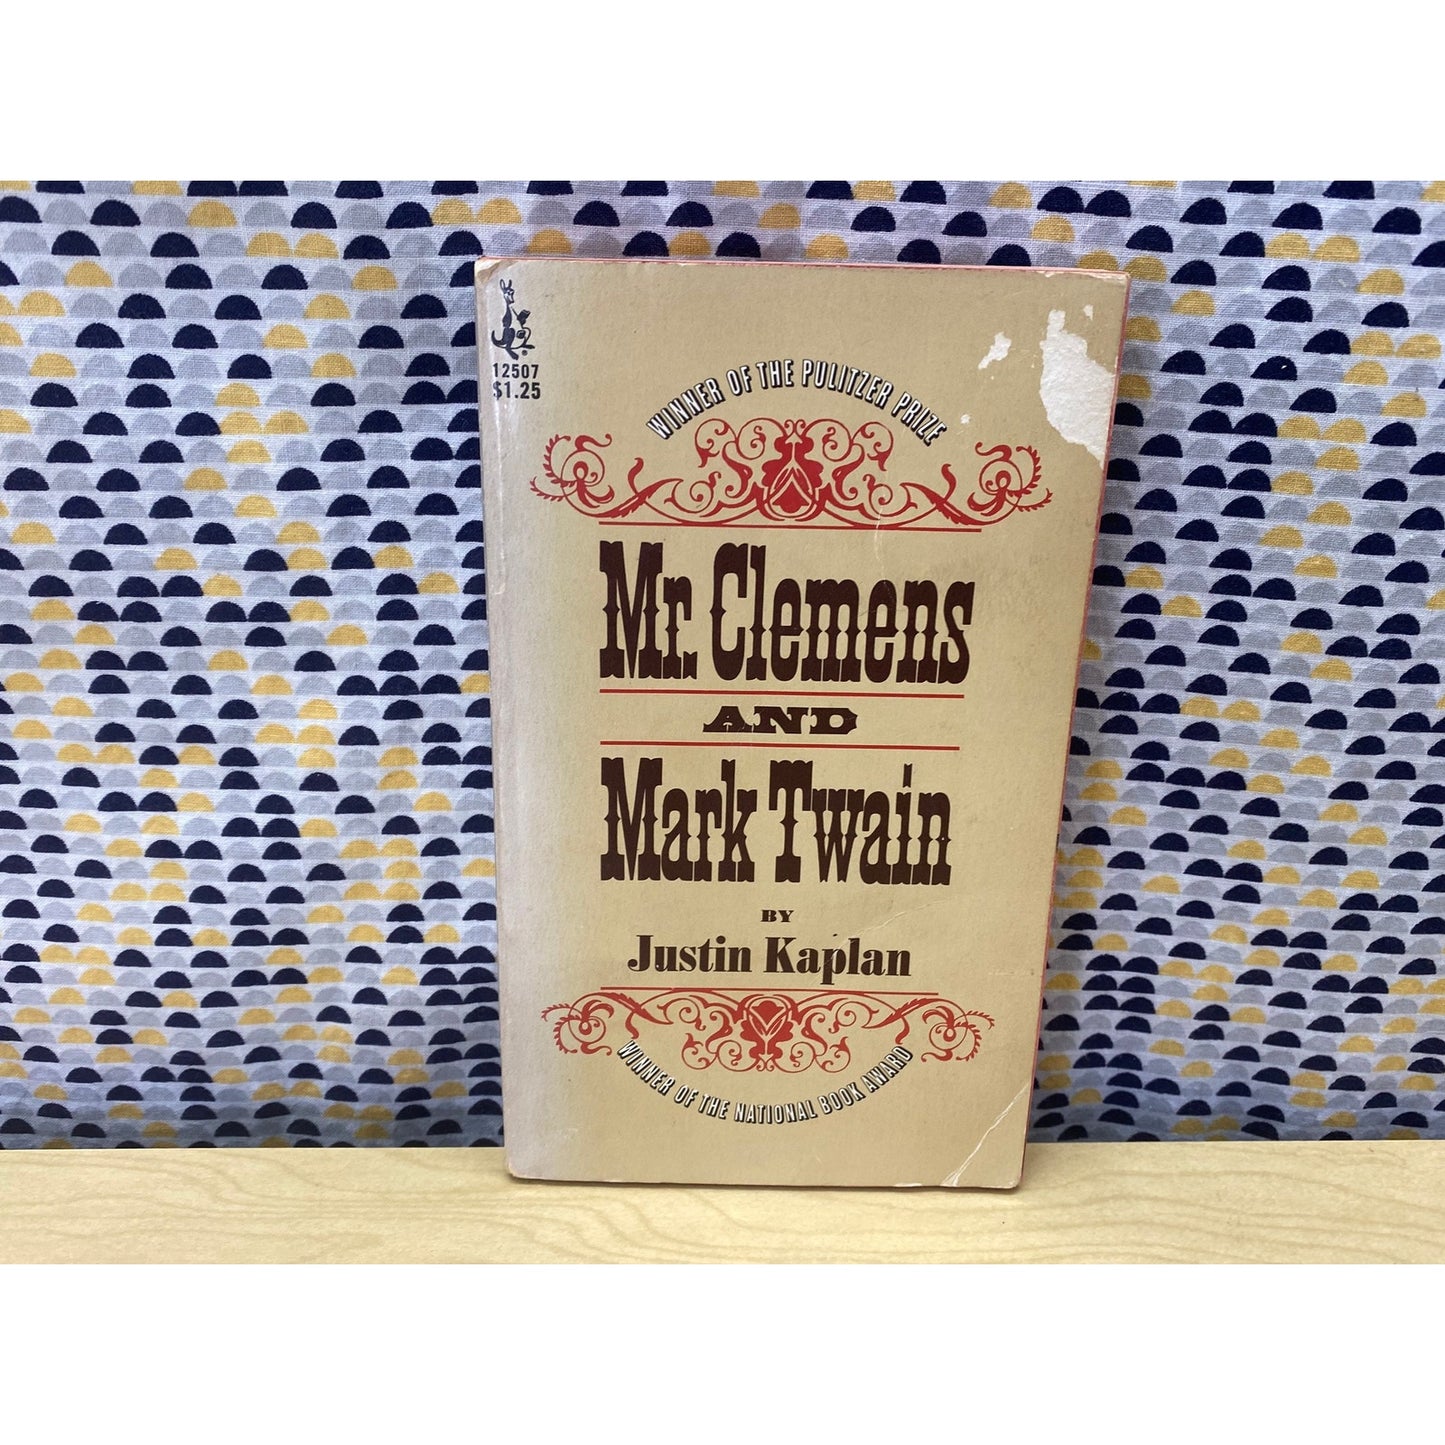 12507
$1.25
WINNER OF THE PULITZER PRIZE
Mr. Clemens
AND
Mark Twain
BY
Justin Kaplan
WINNER OF THE NATIONAL BOOK AWARD